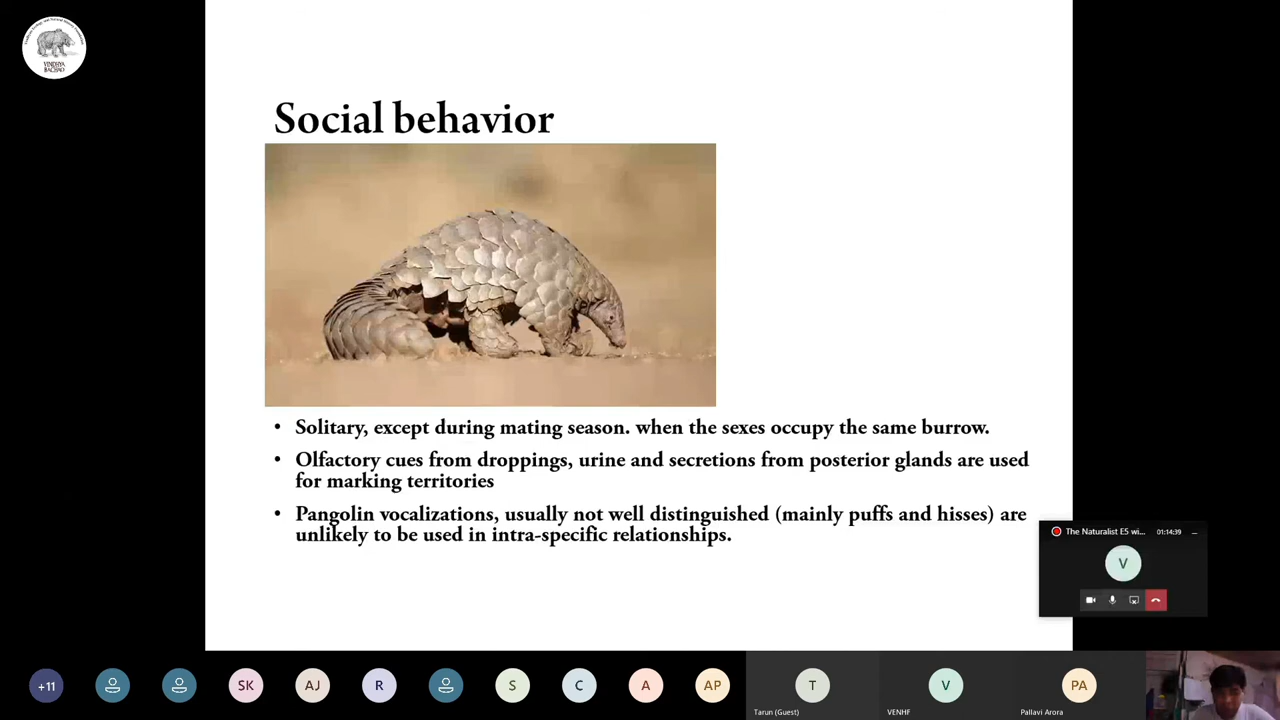 VINDHYA
BACHAO
Social behavior
• Solitary, except during mating season. when the sexes occupy the same burrow.
• Olfactory cues from droppings, urine and secretions from posterior glands are used
for marking territories
• Pangolin vocalizations, usually not well distinguished (mainly puffs and hisses) are
unlikely to be used in intra-specific relationships.
The Naturalist E5 wi... 01:14:39
V
+11 SK AJ R S C A AP T V PA
Tarun (Guest) VENHF Pallavi Arora